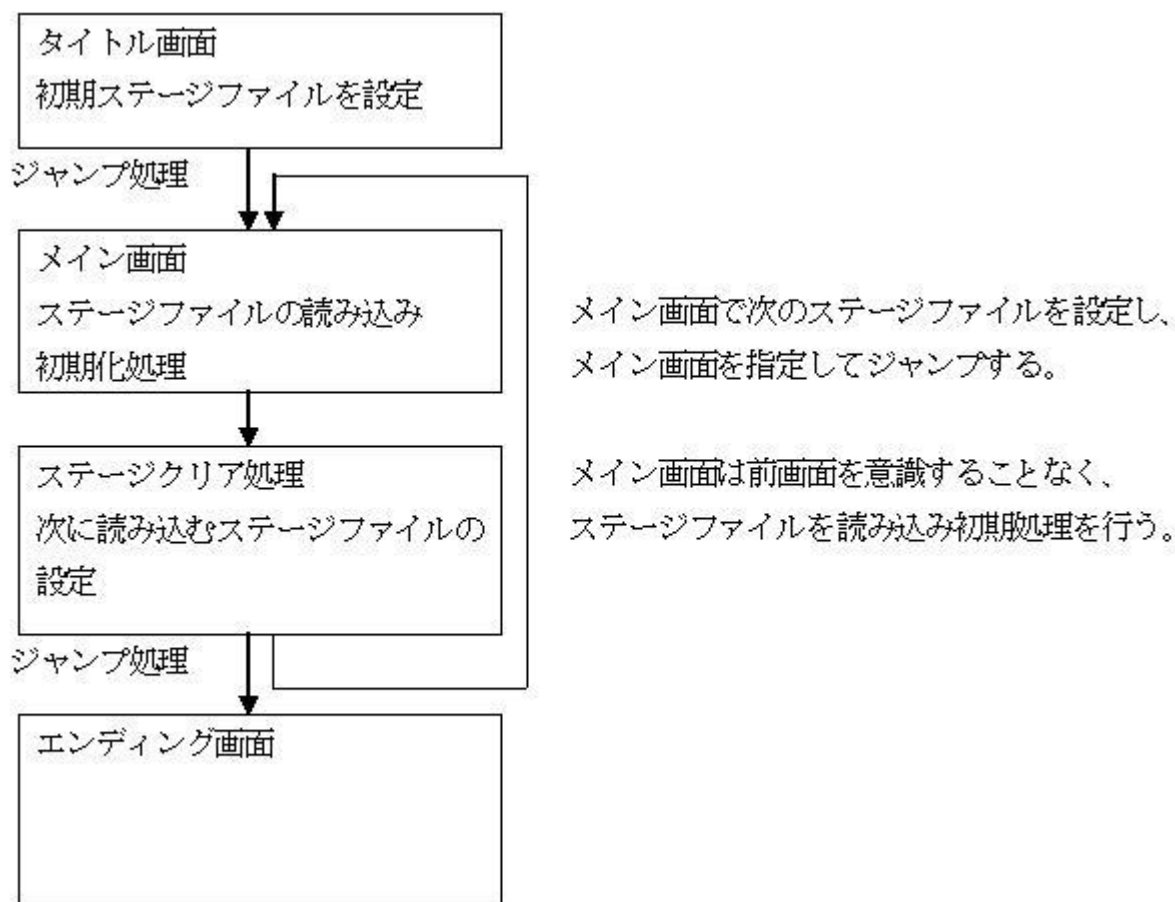 タイトル画面
初期ステージファイルを設定
ジャンプ処理
メイン画面
ステージファイルの読み込み
初期化処理
メイン画面で次のステージファイルを設定し、
メイン画面を指定してジャンプする。
ステージクリア処理
次に読み込むステージファイルの
設定
メイン画面は前画面を意識することなく、
ステージファイルを読み込み初期処理を行う。
ジャンプ処理
エンディング画面